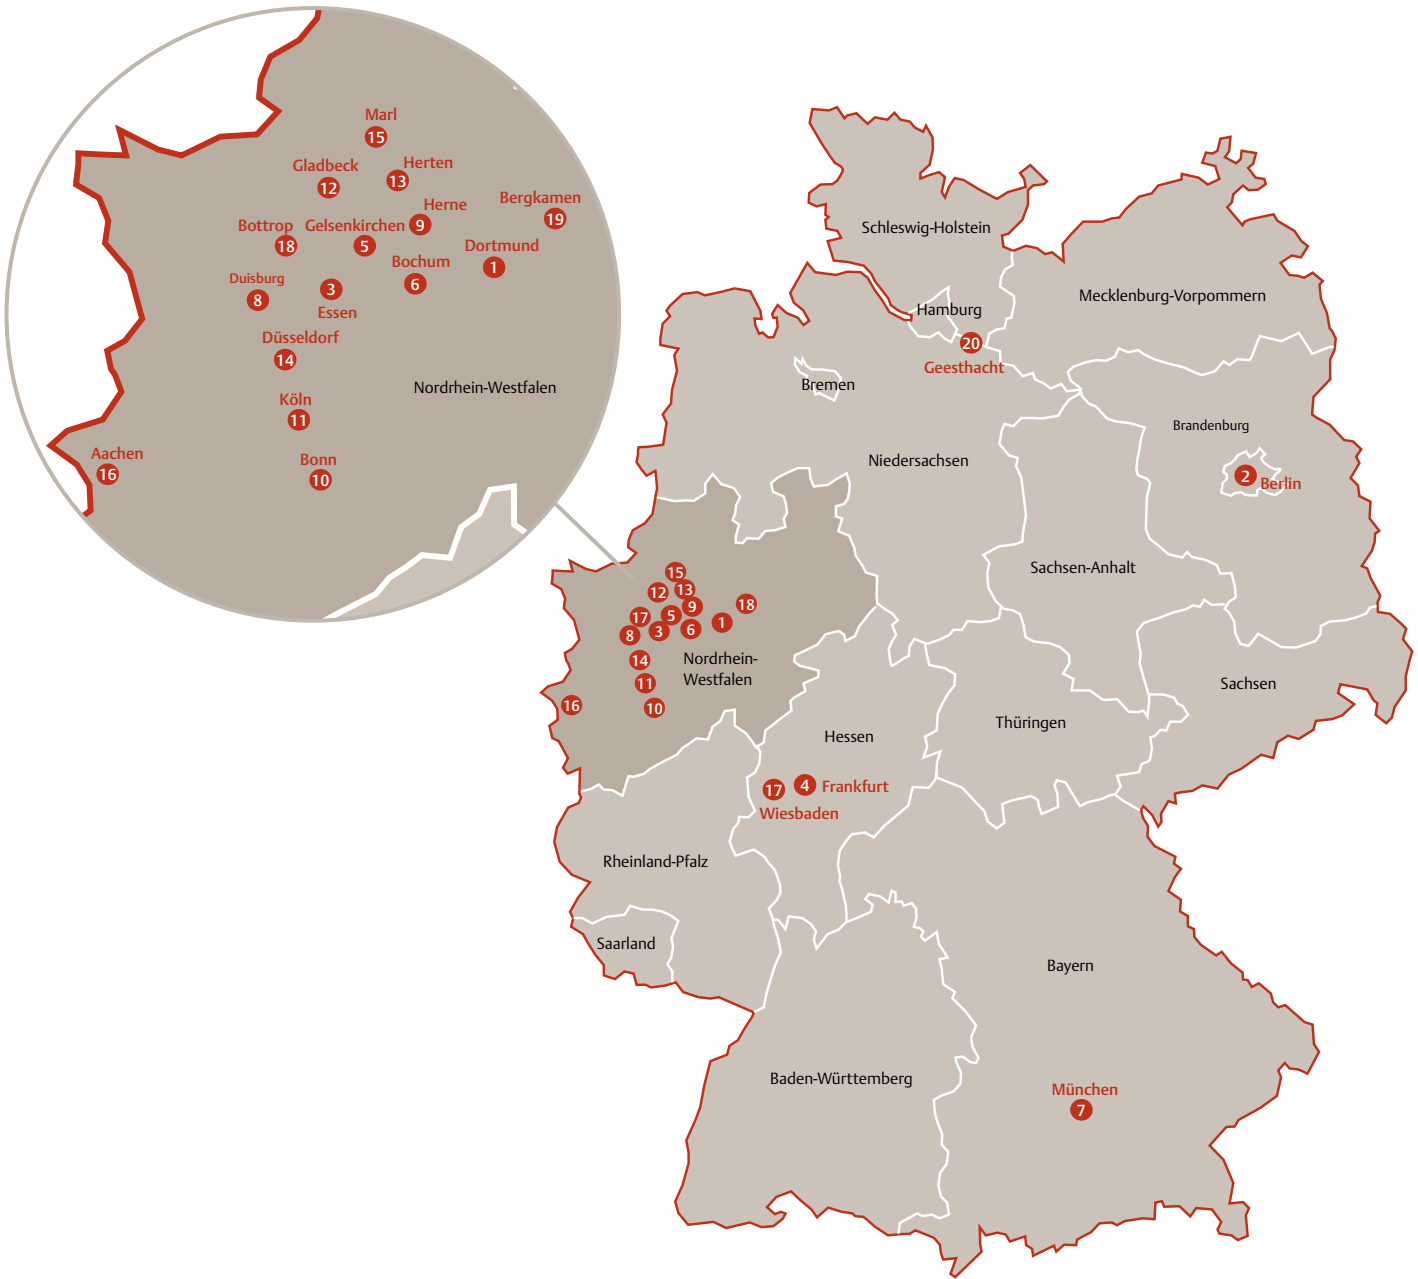 Marl
15
Gladbeck
12
Herten
13
Herne
9
Bergkamen
19
Bottrop
18
Gelsenkirchen
5
Dortmund
1
Bochum
6
Duisburg
8
3
Essen
Düsseldorf
14
Nordrhein-Westfalen
Köln
11
Aachen
16
Bonn
10
Schleswig-Holstein
Hamburg
Mecklenburg-Vorpommern
20
Geesthacht
Bremen
Brandenburg
Niedersachsen
2
Berlin
Sachsen-Anhalt
15
12
13
9
18
17
5
8
3
6
1
14
Nordrhein-
Westfalen
11
16
10
Sachsen
Thüringen
Hessen
17
4
Frankfurt
Wiesbaden
Rheinland-Pfalz
Saarland
Bayern
Baden-Württemberg
München
7